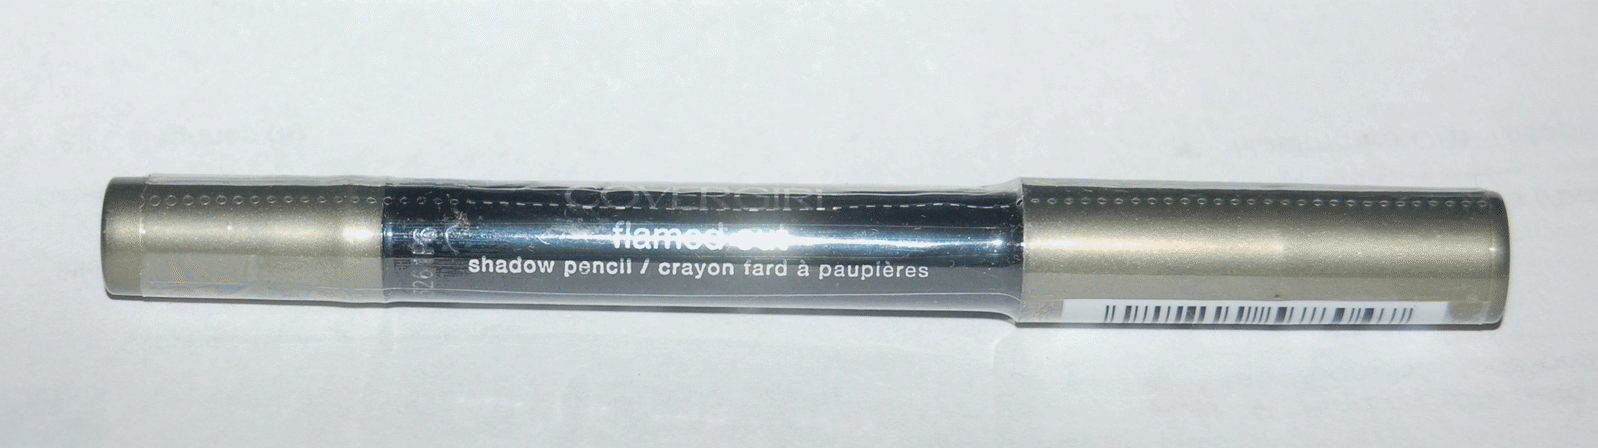 COVERGIRL
flamed out
shadow pencil / crayon fard à paupières